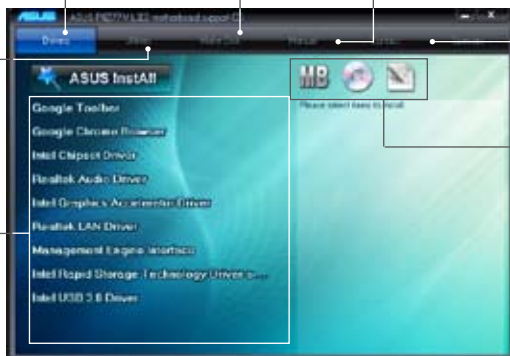 ASUS
Drivers
Manual
ASUS InstAll
MB
Please select items to install.
Google Toolbar
Google Chrome Browser
Intel Chipset Driver
Realtek Audio Driver
Intel Graphics Accelerator Driver
Realtek LAN Driver
Management Engine Interface
Intel Rapid Storage Technology Driver s....
Intel USB 3.0 Driver